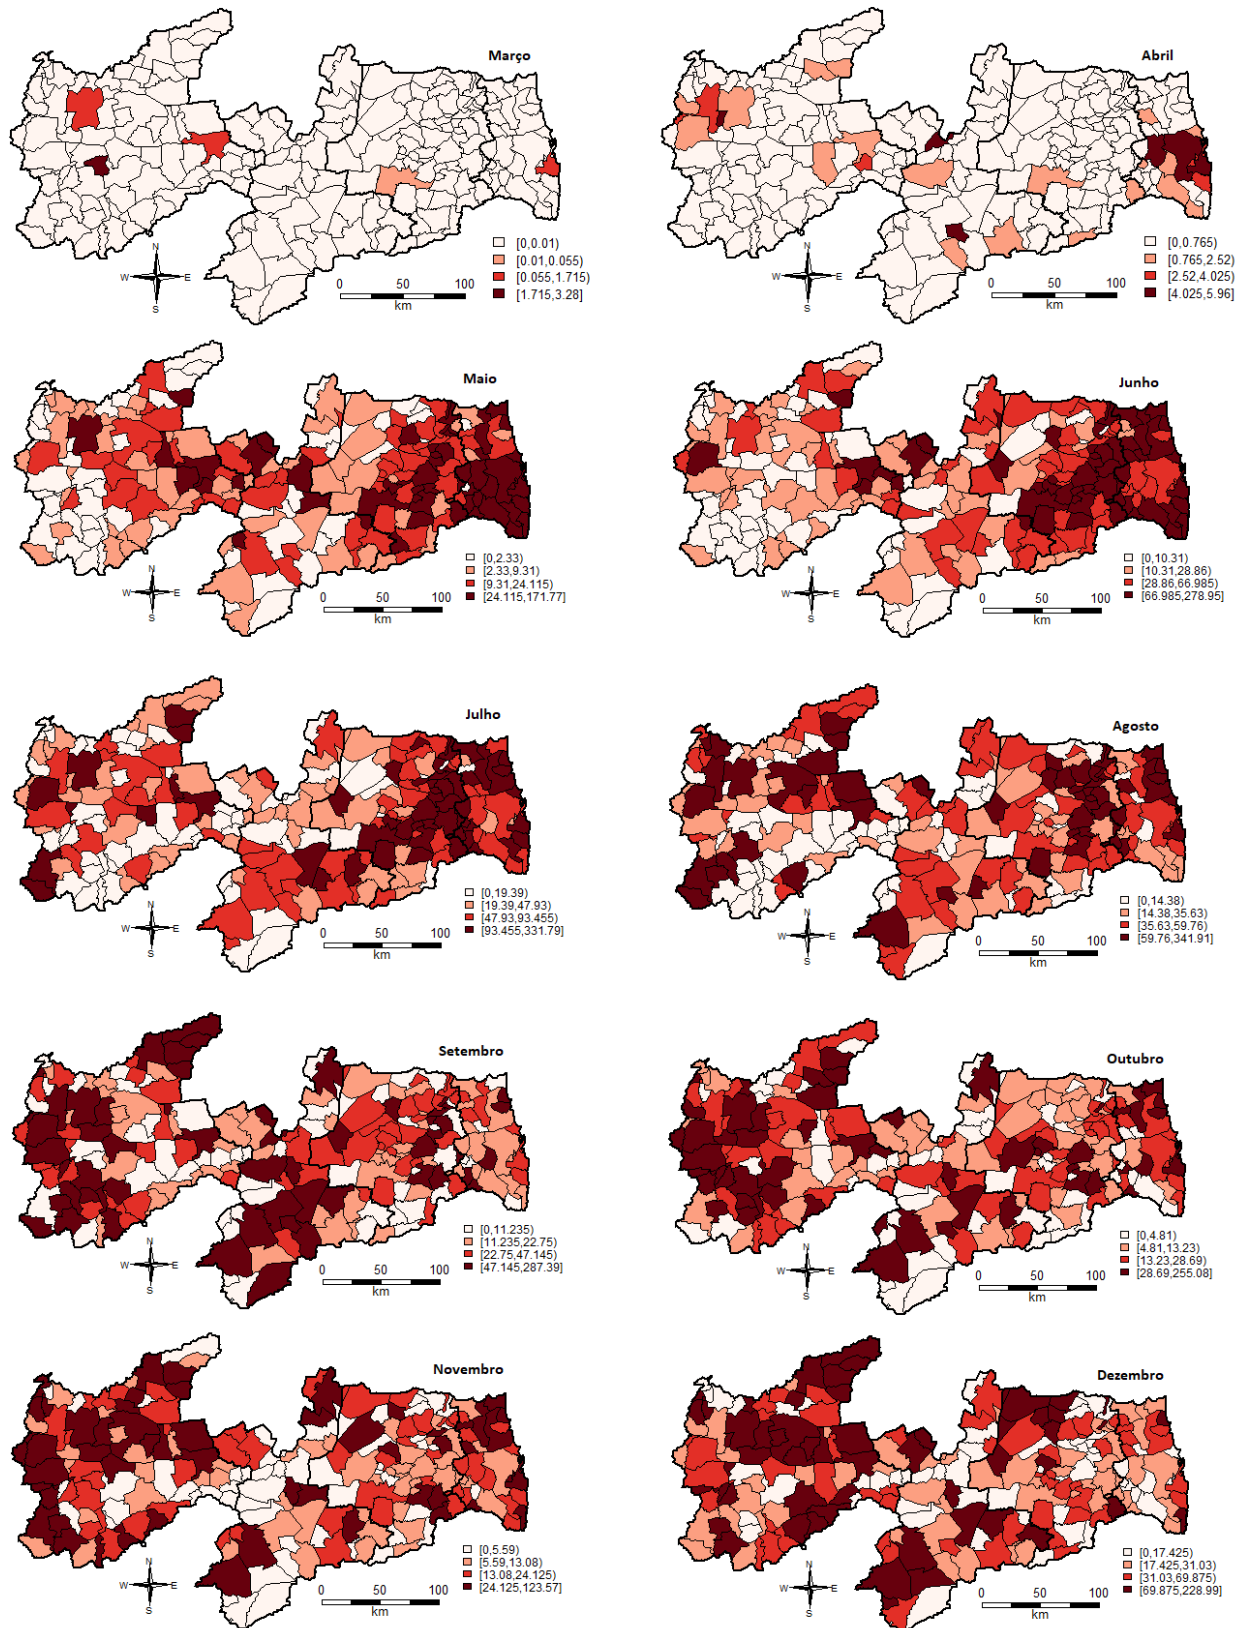 Março
N
W E
S
[0,0.01)
[0.01,0.055)
[0.055,1.715)
[1.715,3.28]
0 50 100
km
Abril
N
W E
S
[0,0.765)
[0.765,2.52)
[2.52,4.025)
[4.025,5.96]
0 50 100
km
Maio
N
W E
S
[0,2.33)
[2.33,9.31)
[9.31,24.115)
[24.115,171.77]
0 50 100
km
Junho
N
W E
S
[0,10.31)
[10.31,28.86)
[28.86,66.985)
[66.985,278.95]
0 50 100
km
Julho
N
W E
S
[0,19.39)
[19.39,47.93)
[47.93,93.455)
[93.455,331.79]
0 50 100
km
Agosto
N
W E
S
[0,14.38)
[14.38,35.63)
[35.63,59.76)
[59.76,341.91]
0 50 100
km
Setembro
N
W E
S
[0,11.235)
[11.235,22.75)
[22.75,47.145)
[47.145,287.39]
0 50 100
km
Outubro
N
W E
S
[0,4.81)
[4.81,13.23)
[13.23,28.69)
[28.69,255.08]
0 50 100
km
Novembro
N
W E
S
[0,5.59)
[5.59,13.08)
[13.08,24.125)
[24.125,123.57]
0 50 100
km
Dezembro
N
W E
S
[0,17.425)
[17.425,31.03)
[31.03,69.875)
[69.875,228.99]
0 50 100
km